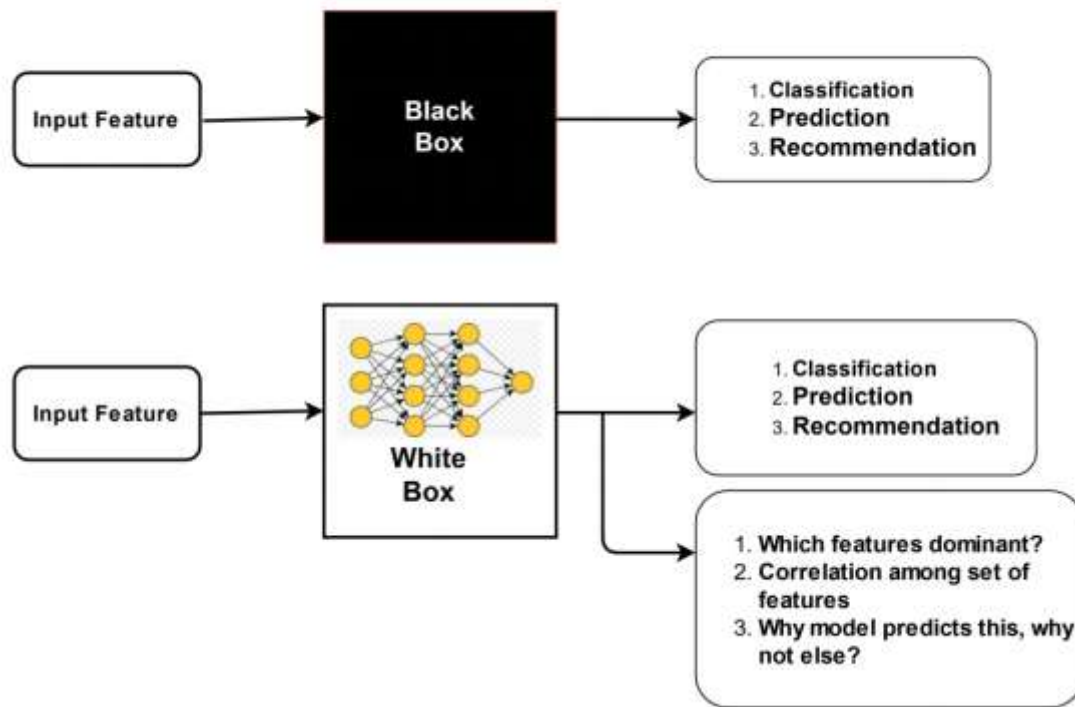 Input Feature
Black
Box
1. Classification
2. Prediction
3. Recommendation
Input Feature
White
Box
1. Classification
2. Prediction
3. Recommendation
1. Which features dominant?
2. Correlation among set of
features
3. Why model predicts this, why
not else?